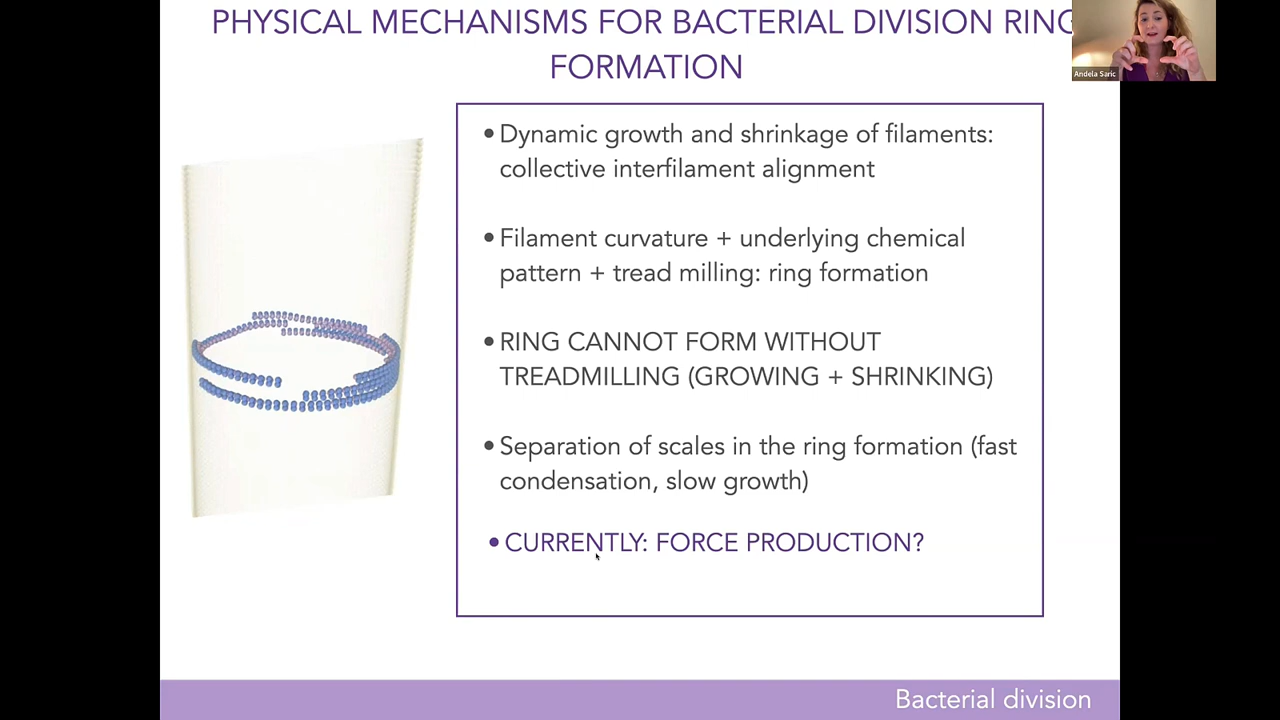 PHYSICAL MECHANISMS FOR BACTERIAL DIVISION RING
FORMATION
Andela Saric
•Dynamic growth and shrinkage of filaments:
collective interfilament alignment
•Filament curvature + underlying chemical
pattern + tread milling: ring formation
•RING CANNOT FORM WITHOUT
TREADMILLING (GROWING + SHRINKING)
•Separation of scales in the ring formation (fast
condensation, slow growth)
•CURRENTLY: FORCE PRODUCTION?
Bacterial division